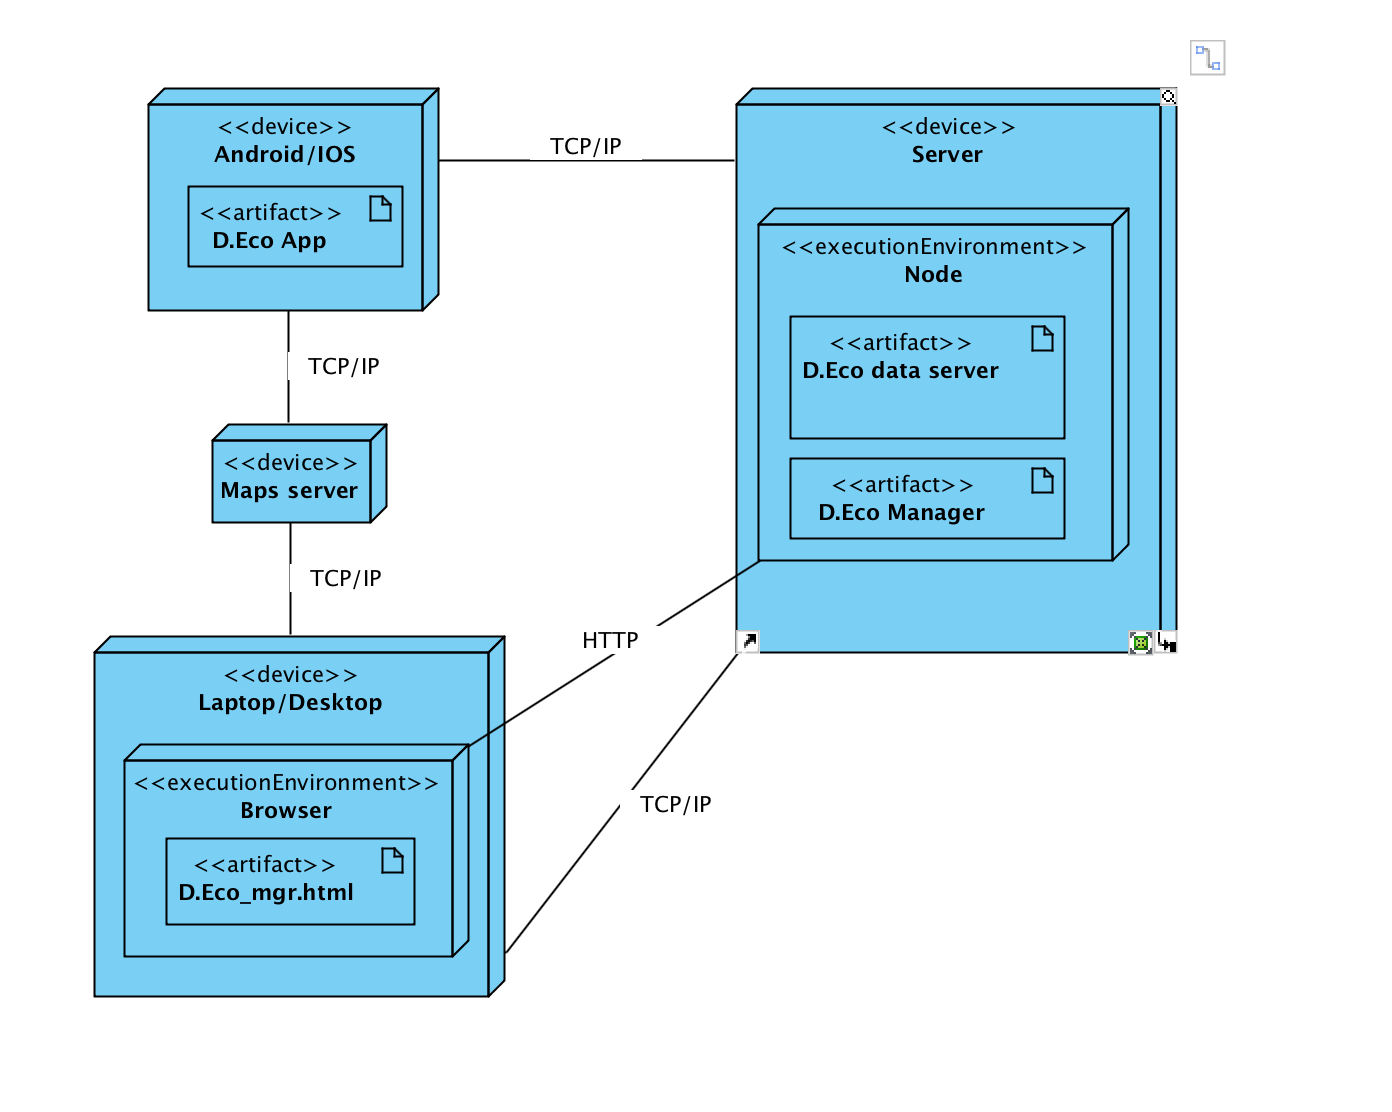 <<device>>
Android/IOS
<<artifact>>
D.Eco App
TCP/IP
<<device>>
Server
<<executionEnvironment>>
Node
<<artifact>>
D.Eco data server
<<artifact>>
D.Eco Manager
TCP/IP
<<device>>
Maps server
TCP/IP
HTTP
<<device>>
Laptop/Desktop
<<executionEnvironment>>
Browser
<<artifact>>
D.Eco_mgr.html
TCP/IP